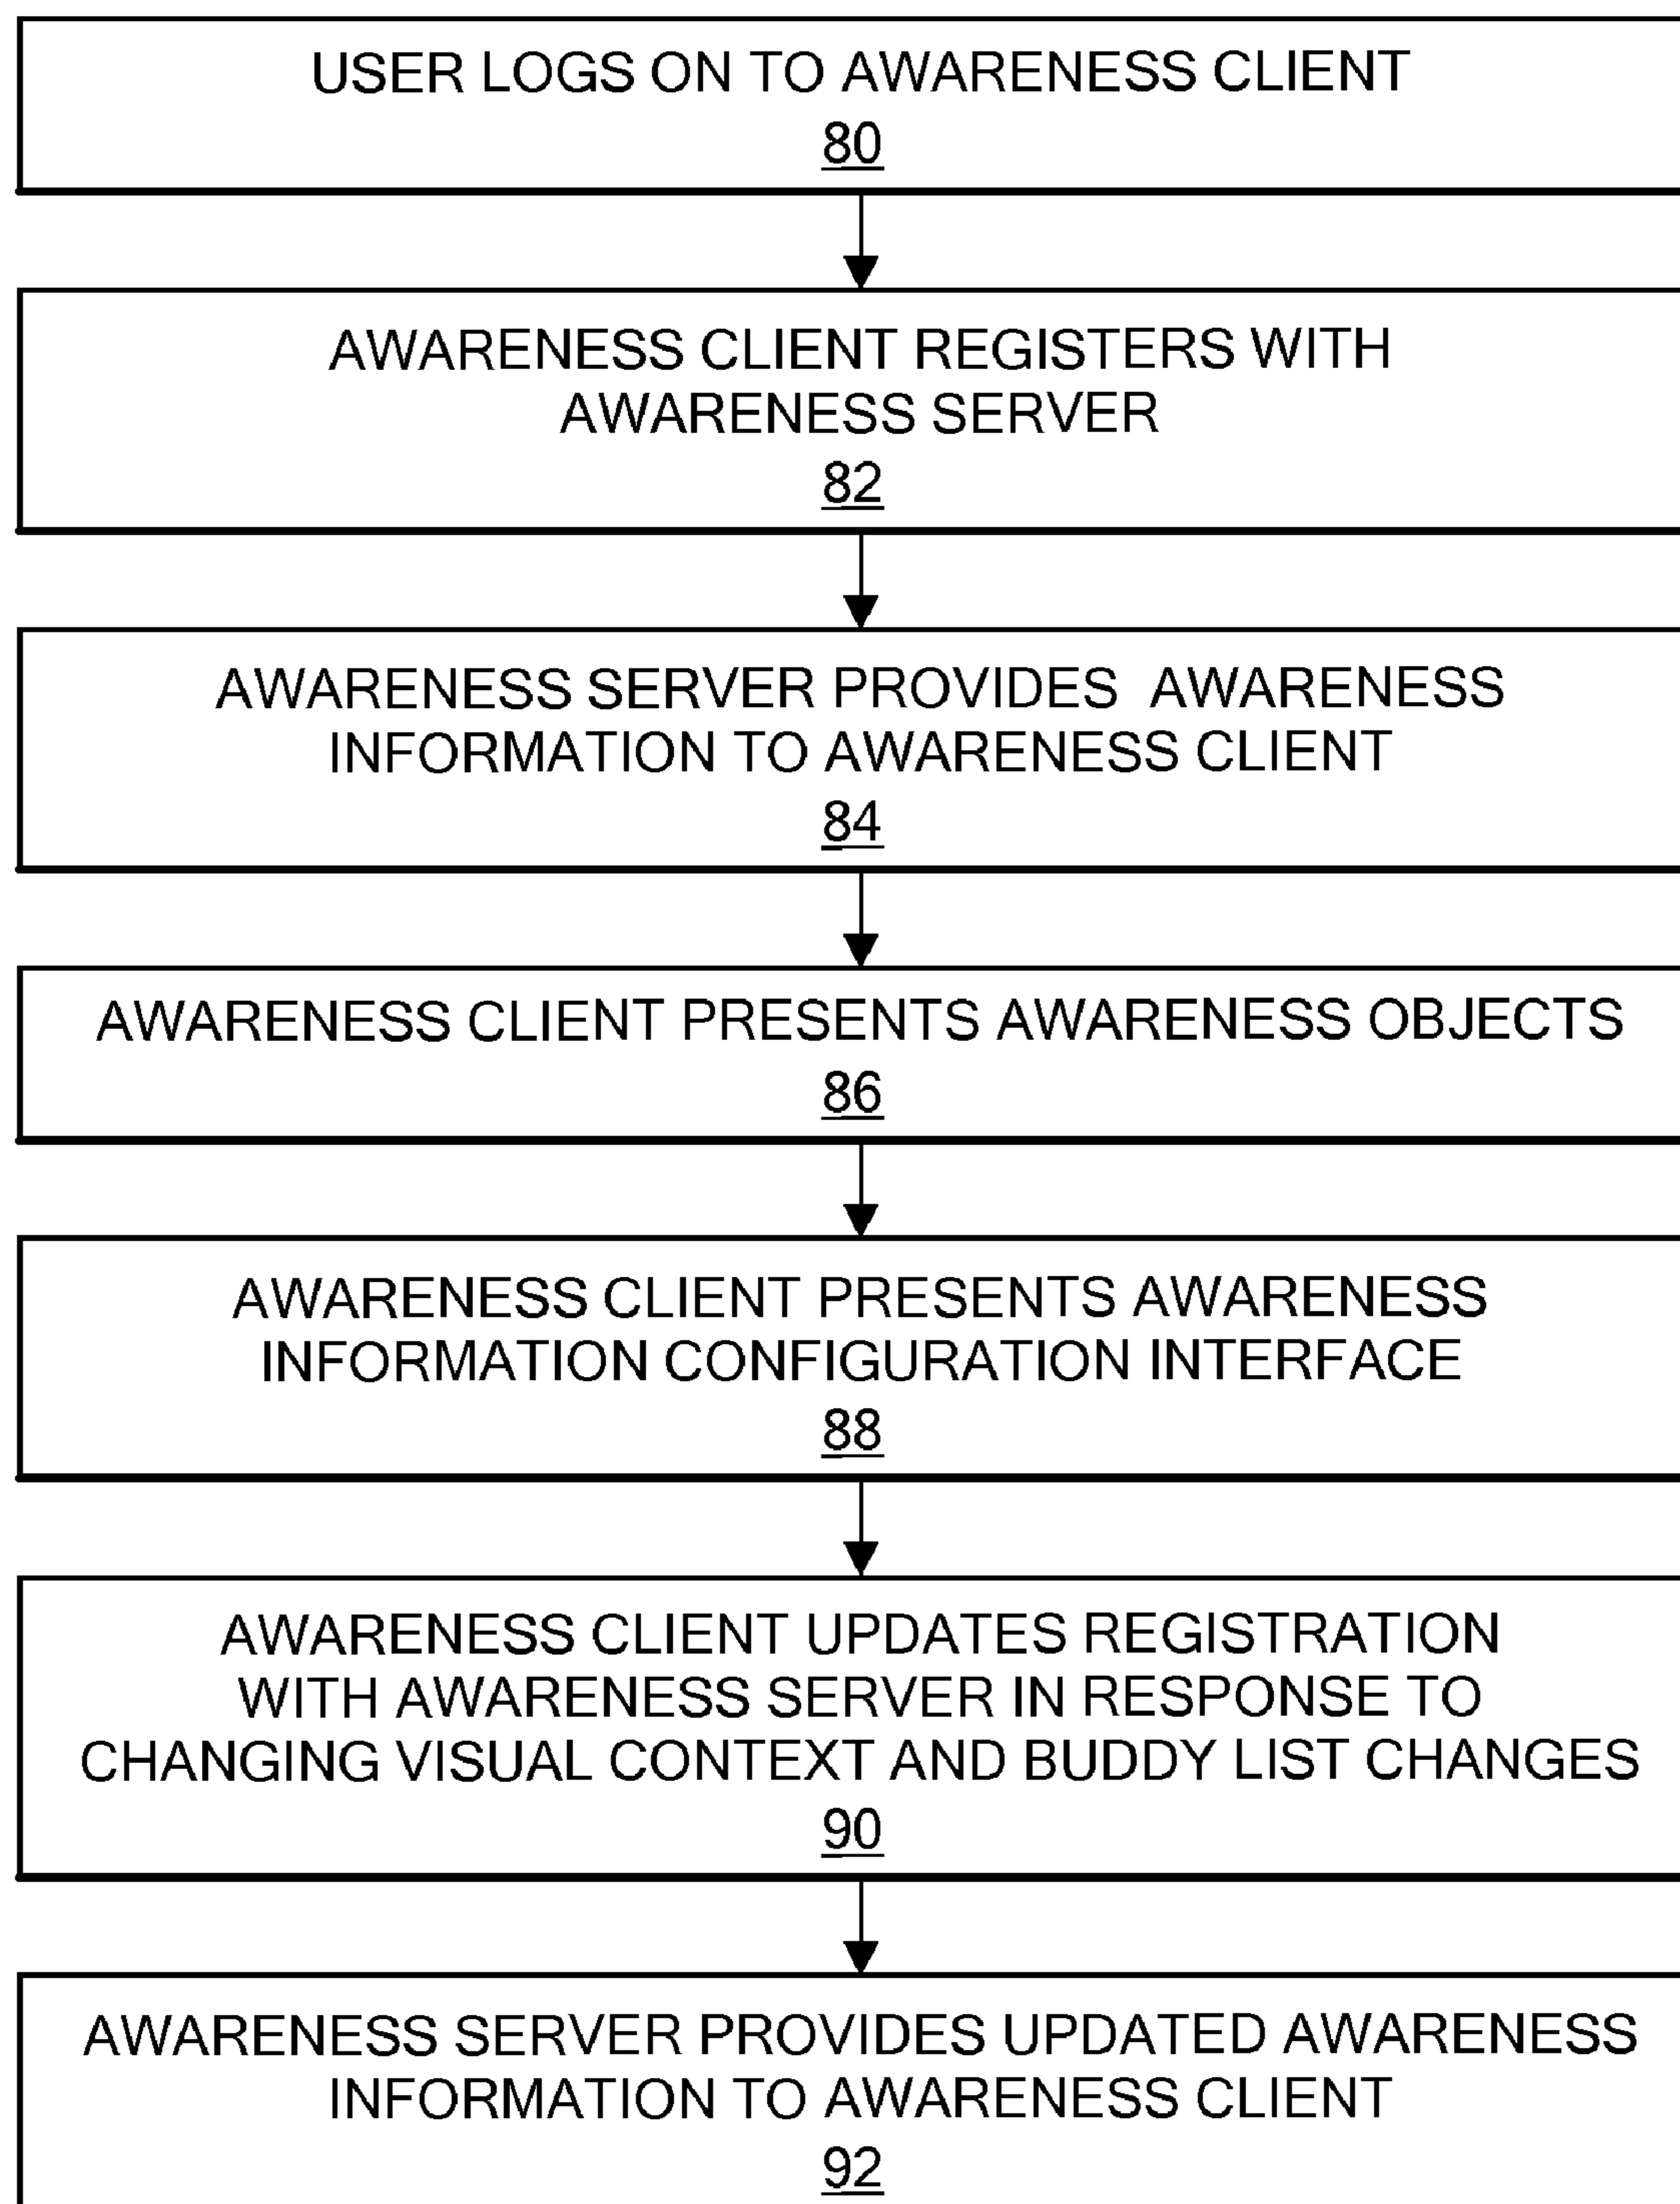 USER LOGS ON TO AWARENESS CLIENT
80
AWARENESS CLIENT REGISTERS WITH
AWARENESS SERVER
82
AWARENESS SERVER PROVIDES AWARENESS
INFORMATION TO AWARENESS CLIENT
84
AWARENESS CLIENT PRESENTS AWARENESS OBJECTS
86
AWARENESS CLIENT PRESENTS AWARENESS
INFORMATION CONFIGURATION INTERFACE
88
AWARENESS CLIENT UPDATES REGISTRATION
WITH AWARENESS SERVER IN RESPONSE TO
CHANGING VISUAL CONTEXT AND BUDDY LIST CHANGES
90
AWARENESS SERVER PROVIDES UPDATED AWARENESS
INFORMATION TO AWARENESS CLIENT
92